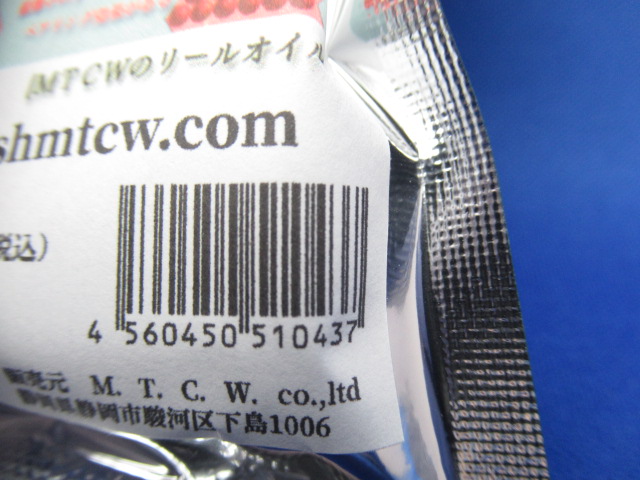 MTCWのリールオイル
shmtcw.com
税込）
4 560450 510437
販売元 M. T. C. W. co.,ltd
静岡県静岡市駿河区下島1006